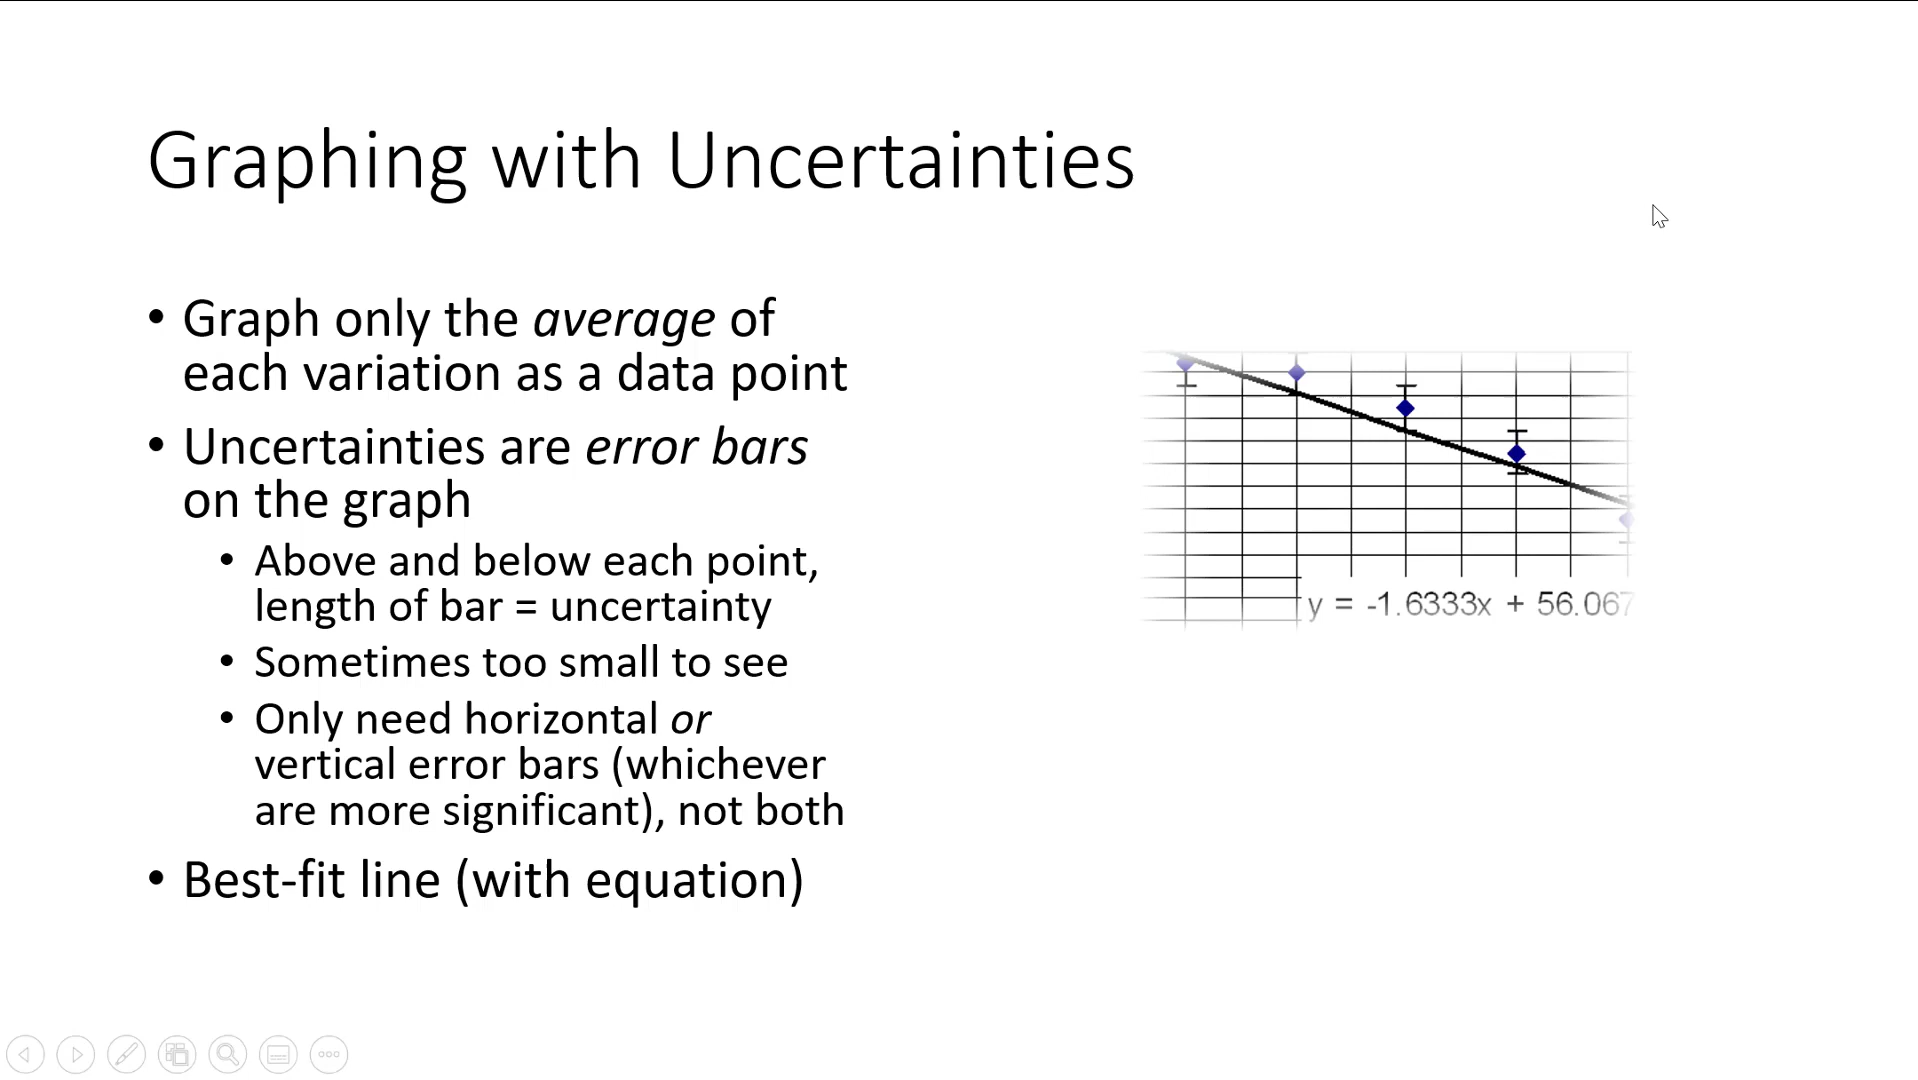 Graphing with Uncertainties
• Graph only the average of
each variation as a data point
• Uncertainties are error bars
on the graph
• Above and below each point,
length of bar = uncertainty
• Sometimes too small to see
• Only need horizontal or
vertical error bars (whichever
are more significant), not both
• Best-fit line (with equation)
y = -1.6333x + 56.067